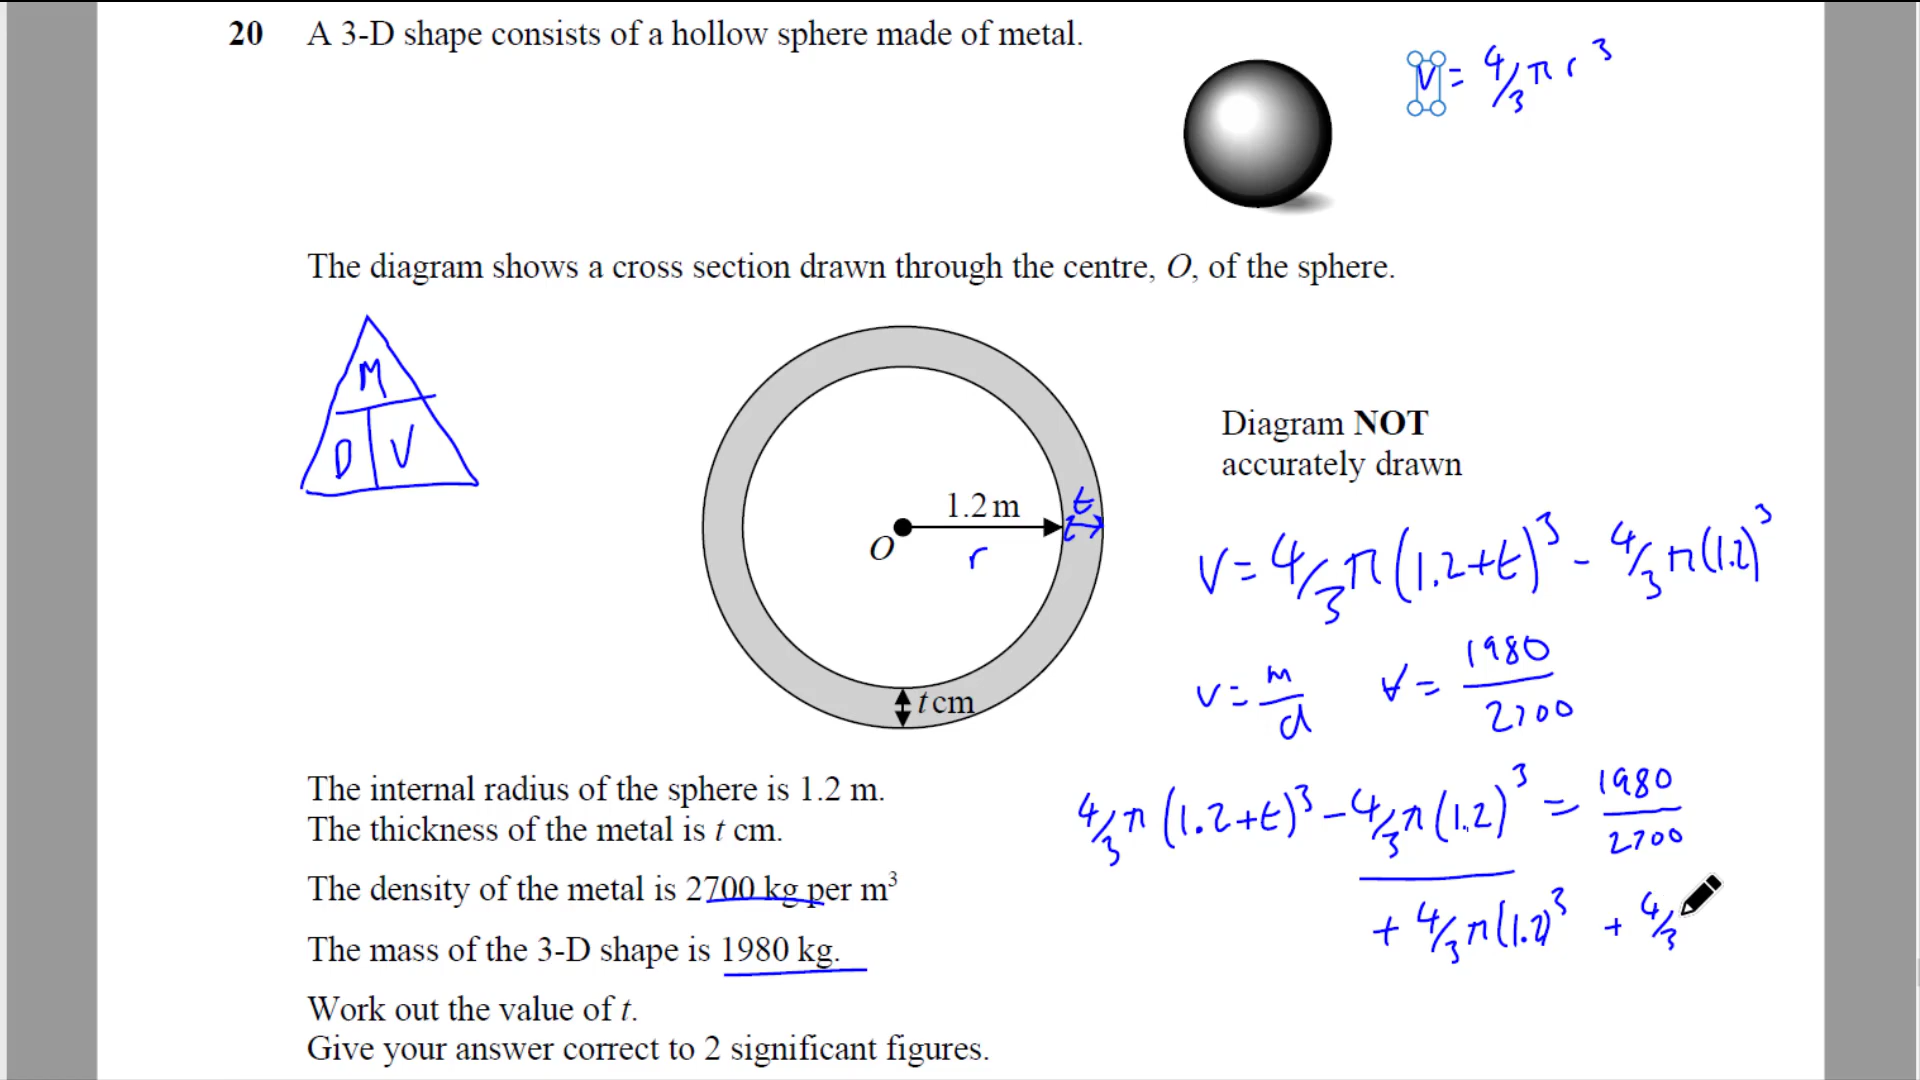 20 A 3-D shape consists of a hollow sphere made of metal.
V = 4/3 π r³
The diagram shows a cross section drawn through the centre, O, of the sphere.
M
D V
Diagram NOT
accurately drawn
1.2 m
t
O
r
t cm
V = 4/3 π (1.2+t)³ - 4/3 π (1.2)³
v = m/d V = 1980/2700
The internal radius of the sphere is 1.2 m.
The thickness of the metal is t cm.
4/3 π (1.2+t)³ - 4/3 π (1.2)³ = 1980/2700
The density of the metal is 2700 kg per m³
+ 4/3 π (1.2)³ + 4/3
The mass of the 3-D shape is 1980 kg.
Work out the value of t.
Give your answer correct to 2 significant figures.